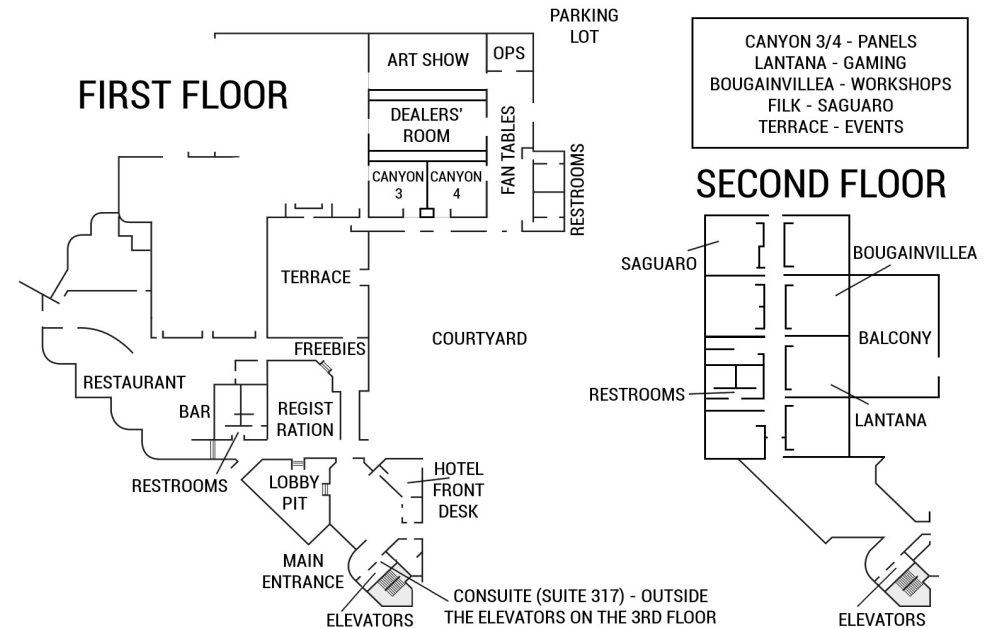 PARKING
LOT
FIRST FLOOR
ART SHOW
OPS
DEALERS'
ROOM
FAN TABLES
CANYON
3
CANYON
4
RESTROOMS
TERRACE
COURTYARD
FREEBIES
RESTAURANT
BAR
REGIST
RATION
RESTROOMS
LOBBY
PIT
HOTEL
FRONT
DESK
MAIN
ENTRANCE
ELEVATORS
CONSUITE (SUITE 317) - OUTSIDE
THE ELEVATORS ON THE 3RD FLOOR
CANYON 3/4 - PANELS
LANTANA - GAMING
BOUGAINVILLEA - WORKSHOPS
FILK - SAGUARO
TERRACE - EVENTS
SECOND FLOOR
SAGUARO
BOUGAINVILLEA
BALCONY
RESTROOMS
LANTANA
ELEVATORS